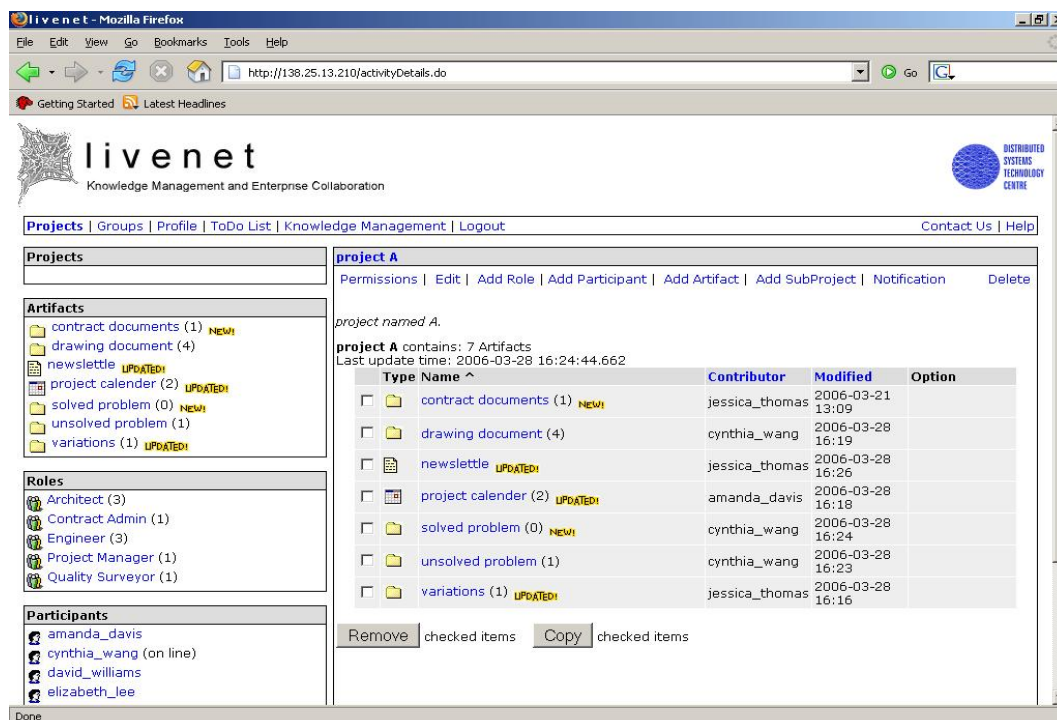 l i v e n e t - Mozilla Firefox
File Edit View Go Bookmarks Tools Help
http://138.25.13.210/activityDetails.do Go G
Getting Started Latest Headlines
livenet
Knowledge Management and Enterprise Collaboration
DISTRIBUTED
SYSTEMS
TECHNOLOGY
CENTRE
Projects | Groups | Profile | ToDo List | Knowledge Management | Logout Contact Us | Help
Projects
Artifacts
contract documents (1) NEW!
drawing document (4)
newslettle UPDATED!
project calender (2) UPDATED!
solved problem (0) NEW!
unsolved problem (1)
variations (1) UPDATED!
Roles
Architect (3)
Contract Admin (1)
Engineer (3)
Project Manager (1)
Quality Surveyor (1)
Participants
amanda_davis
cynthia_wang (on line)
david_williams
elizabeth_lee
project A
Permissions | Edit | Add Role | Add Participant | Add Artifact | Add SubProject | Notification Delete
project named A.
project A contains: 7 Artifacts
Last update time: 2006-03-28 16:24:44.662
Type Name ^ Contributor Modified Option
contract documents (1) NEW! jessica_thomas 2006-03-21
13:09
drawing document (4) cynthia_wang 2006-03-28
16:19
newslettle UPDATED! jessica_thomas 2006-03-28
16:26
project calender (2) UPDATED! amanda_davis 2006-03-28
16:18
solved problem (0) NEW! cynthia_wang 2006-03-28
16:24
unsolved problem (1) cynthia_wang 2006-03-28
16:23
variations (1) UPDATED! jessica_thomas 2006-03-28
16:16
Remove checked items Copy checked items
Done